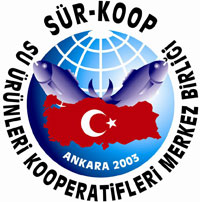 SÜR-KOOP
SU ÜRÜNLERİ KOOPERATİFLERİ MERKEZ BİRLİĞİ
ANKARA 2003